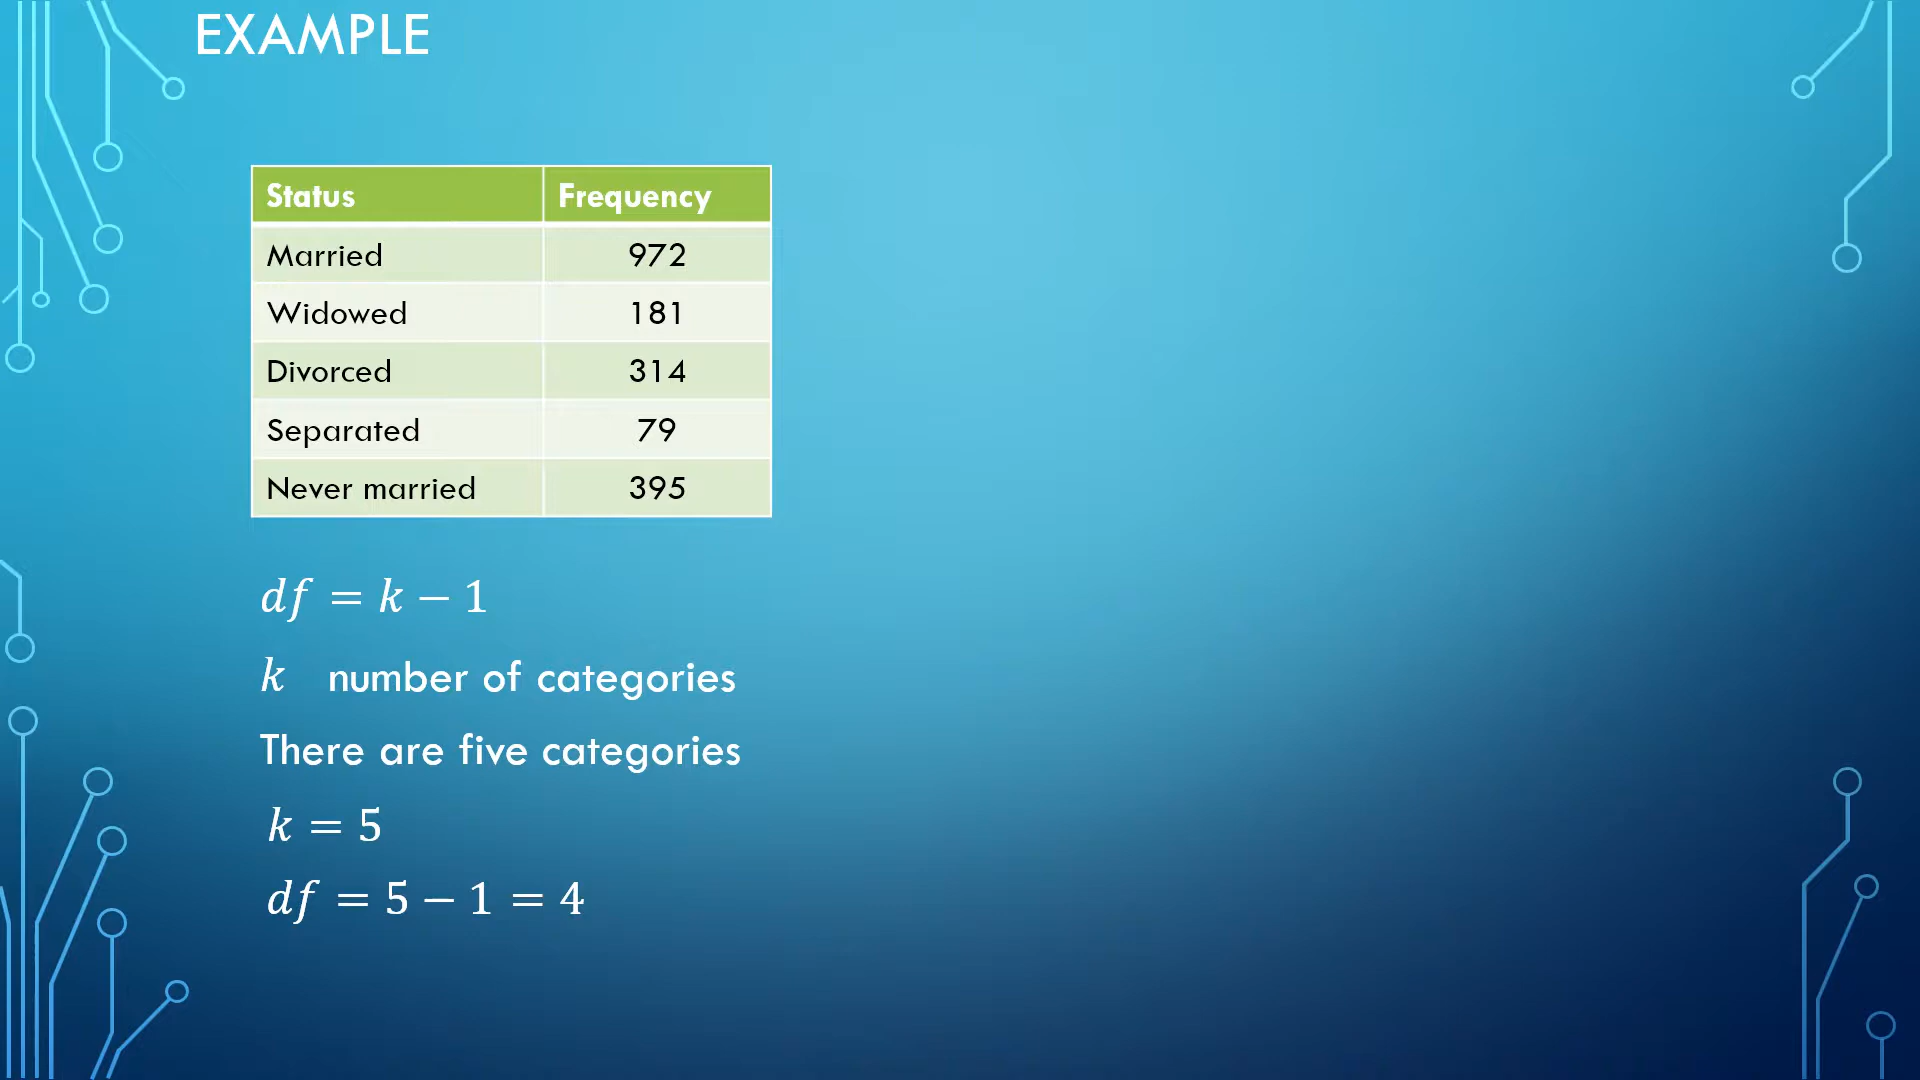 EXAMPLE
Status Frequency
Married 972
Widowed 181
Divorced 314
Separated 79
Never married 395
df = k − 1
k number of categories
There are five categories
k = 5
df = 5 − 1 = 4